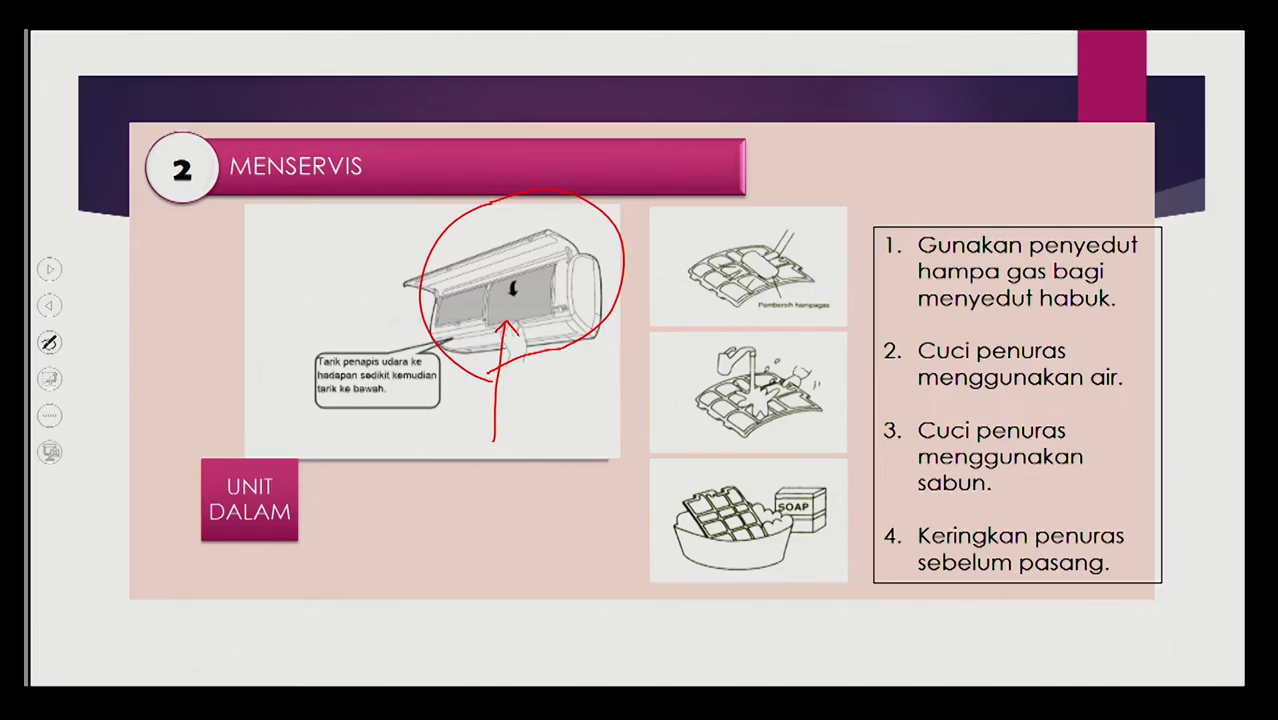 2
MENSERVIS
Tarik penapis udara ke
hadapan sedikit kemudian
tarik ke bawah.
UNIT
DALAM
Pembersih hampagas
SOAP
1. Gunakan penyedut
hampa gas bagi
menyedut habuk.
2. Cuci penuras
menggunakan air.
3. Cuci penuras
menggunakan
sabun.
4. Keringkan penuras
sebelum pasang.